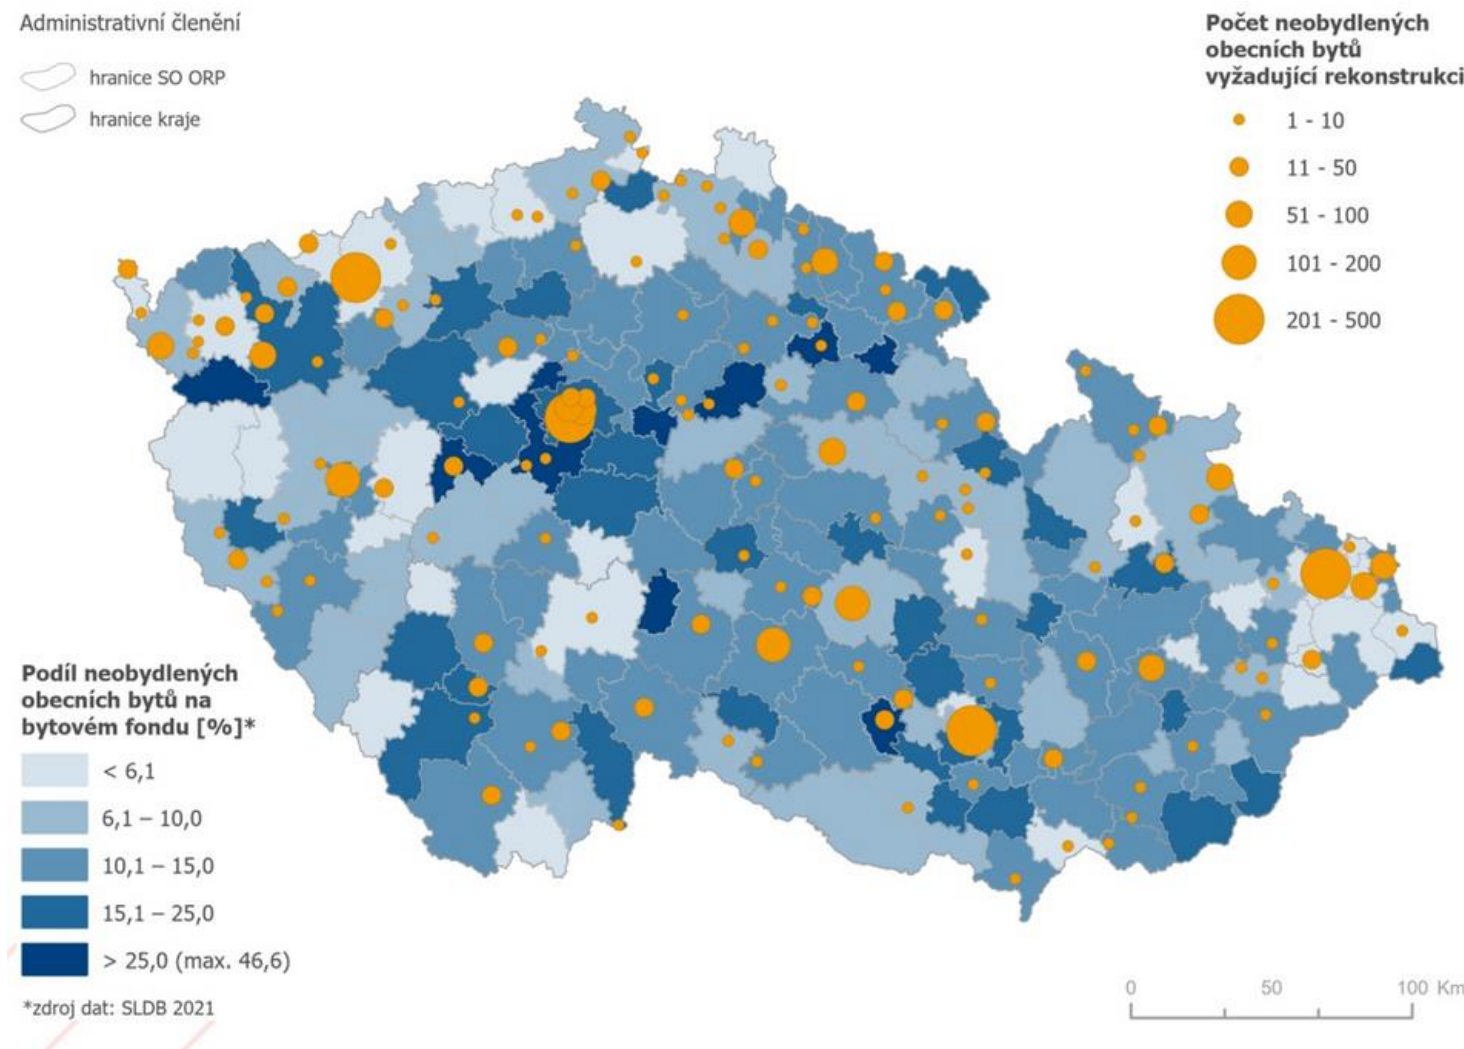 Administrativní členění
hranice SO ORP
hranice kraje
Počet neobydlených
obecních bytů
vyžadující rekonstrukci
1 - 10
11 - 50
51 - 100
101 - 200
201 - 500
Podíl neobydlených
obecních bytů na
bytovém fondu [%]*
< 6,1
6,1 – 10,0
10,1 – 15,0
15,1 – 25,0
> 25,0 (max. 46,6)
*zdroj dat: SLDB 2021
0 50 100 Km